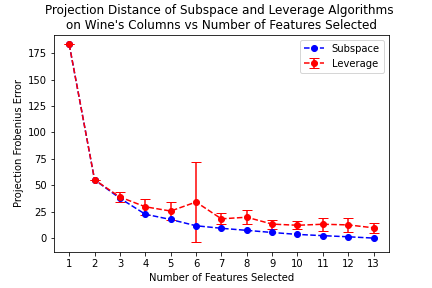 Projection Distance of Subspace and Leverage Algorithms
on Wine's Columns vs Number of Features Selected
Subspace
Leverage
Projection Frobenius Error
175
150
125
100
75
50
25
0
1 2 3 4 5 6 7 8 9 10 11 12 13
Number of Features Selected